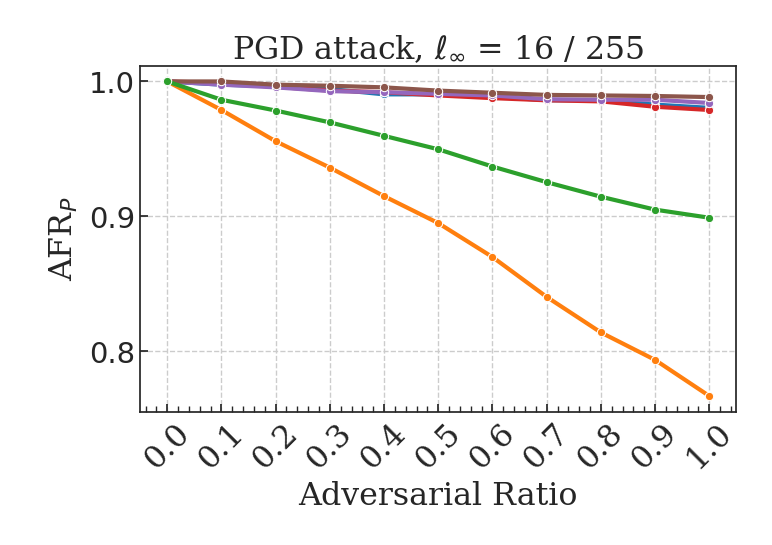 PGD attack, ℓ∞ = 16 / 255
1.0
0.9
0.8
AFR_P
0.0 0.1 0.2 0.3 0.4 0.5 0.6 0.7 0.8 0.9 1.0
Adversarial Ratio